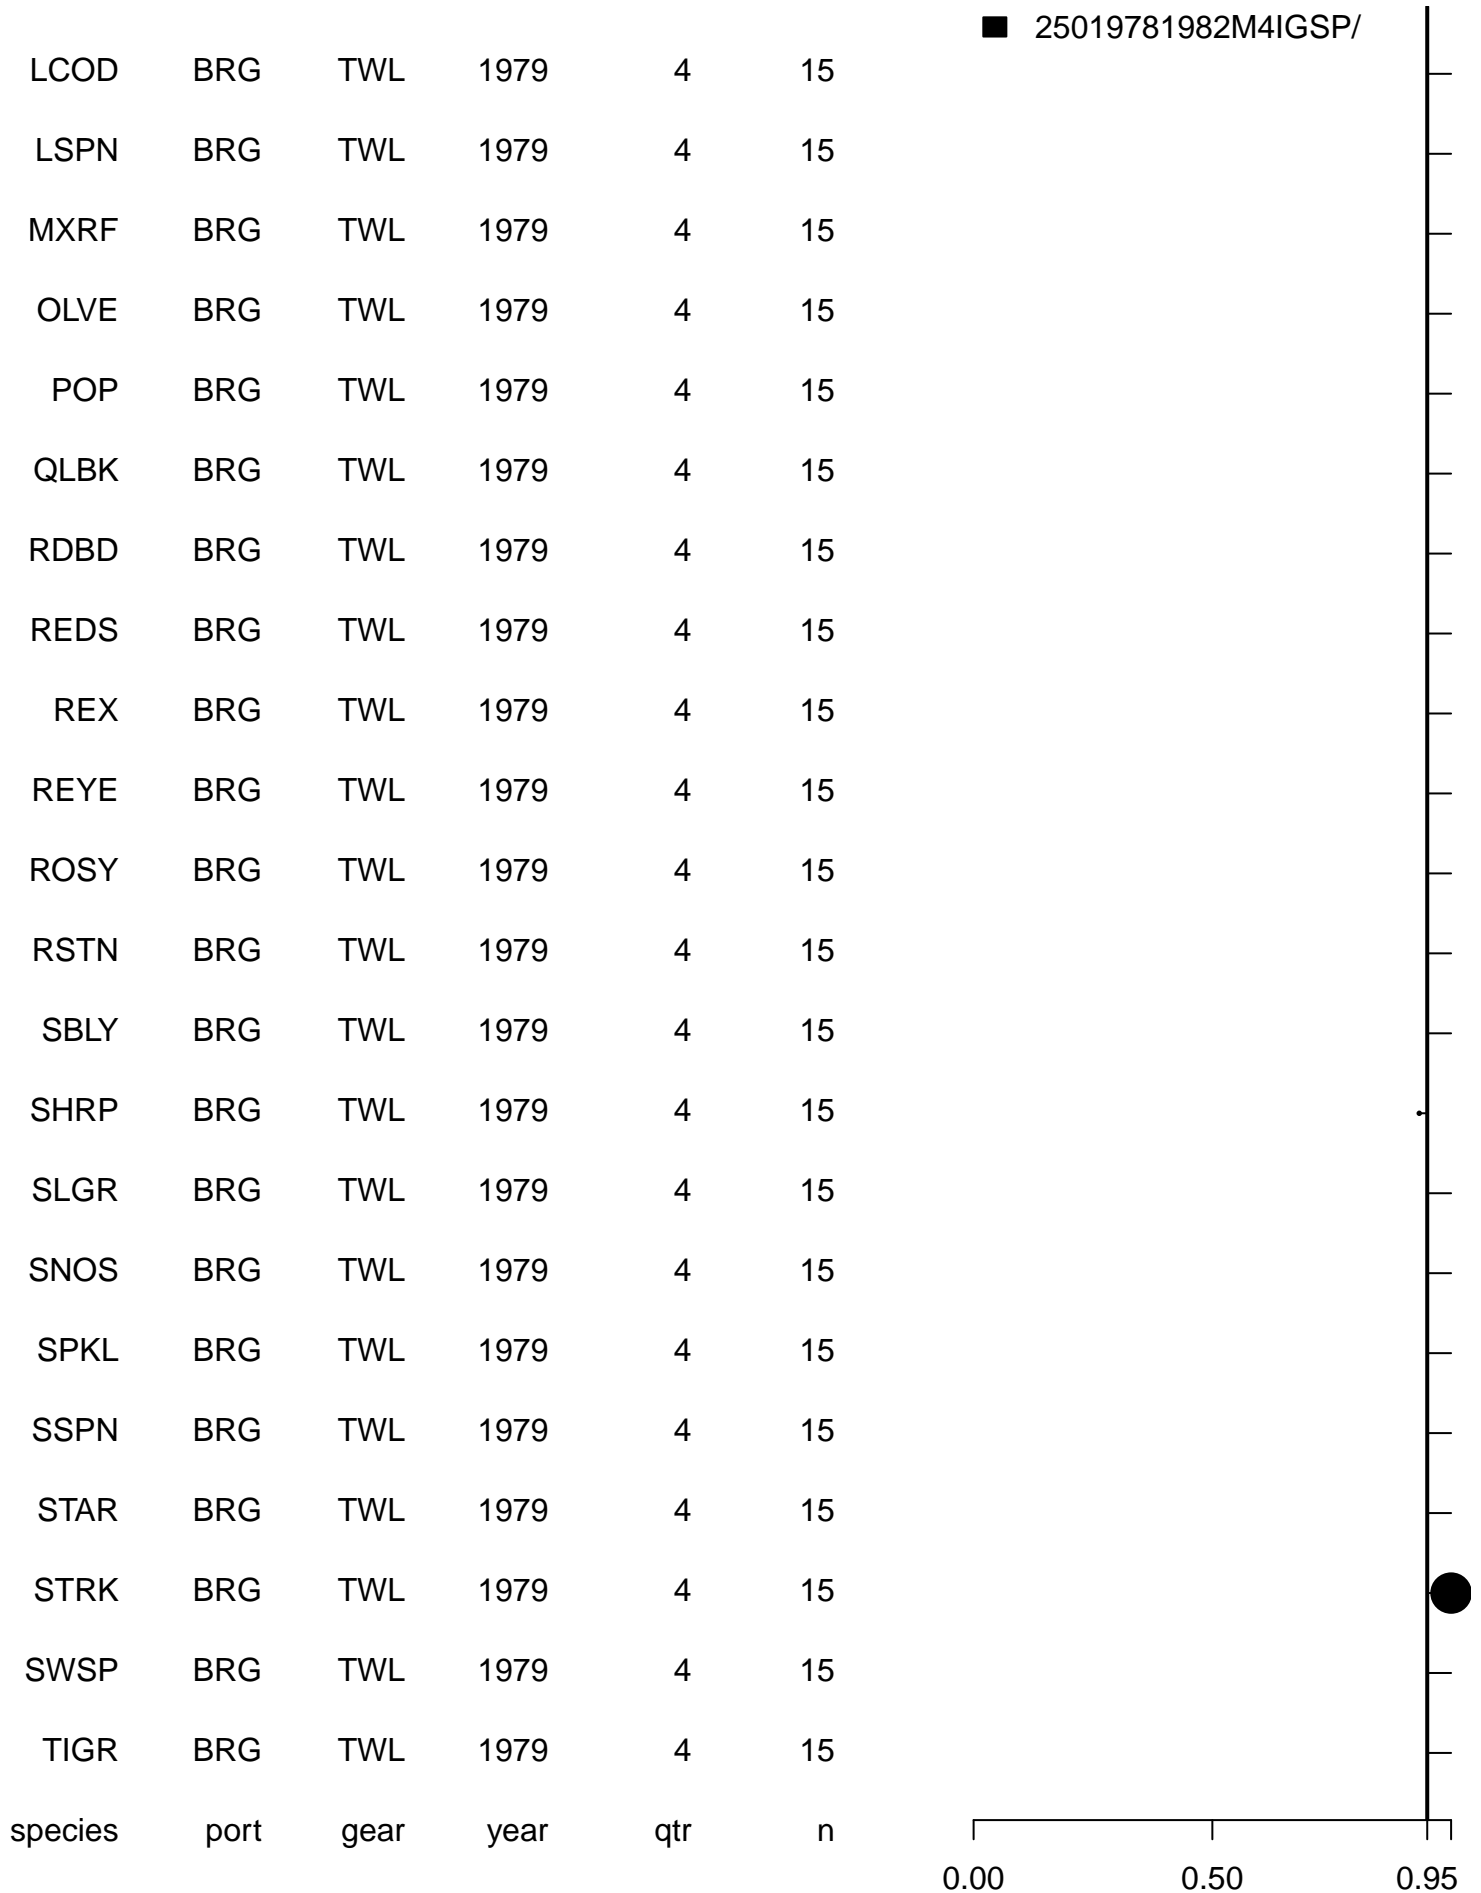 25019781982M4IGSP/
LCOD BRG TWL 1979 4 15
LSPN BRG TWL 1979 4 15
MXRF BRG TWL 1979 4 15
OLVE BRG TWL 1979 4 15
POP BRG TWL 1979 4 15
QLBK BRG TWL 1979 4 15
RDBD BRG TWL 1979 4 15
REDS BRG TWL 1979 4 15
REX BRG TWL 1979 4 15
REYE BRG TWL 1979 4 15
ROSY BRG TWL 1979 4 15
RSTN BRG TWL 1979 4 15
SBLY BRG TWL 1979 4 15
SHRP BRG TWL 1979 4 15
SLGR BRG TWL 1979 4 15
SNOS BRG TWL 1979 4 15
SPKL BRG TWL 1979 4 15
SSPN BRG TWL 1979 4 15
STAR BRG TWL 1979 4 15
STRK BRG TWL 1979 4 15
SWSP BRG TWL 1979 4 15
TIGR BRG TWL 1979 4 15
species port gear year qtr n
0.00 0.50 0.95